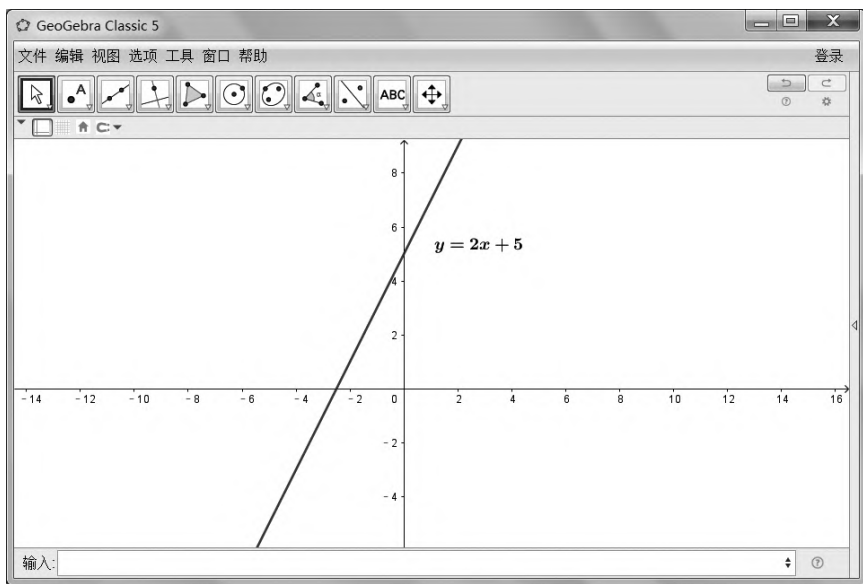 GeoGebra Classic 5
文件 编辑 视图 选项 工具 窗口 帮助 登录
A
α
ABC
8
6
y = 2x + 5
4
2
-14 -12 -10 -8 -6 -4 -2 0 2 4 6 8 10 12 14 16
-2
-4
输入: